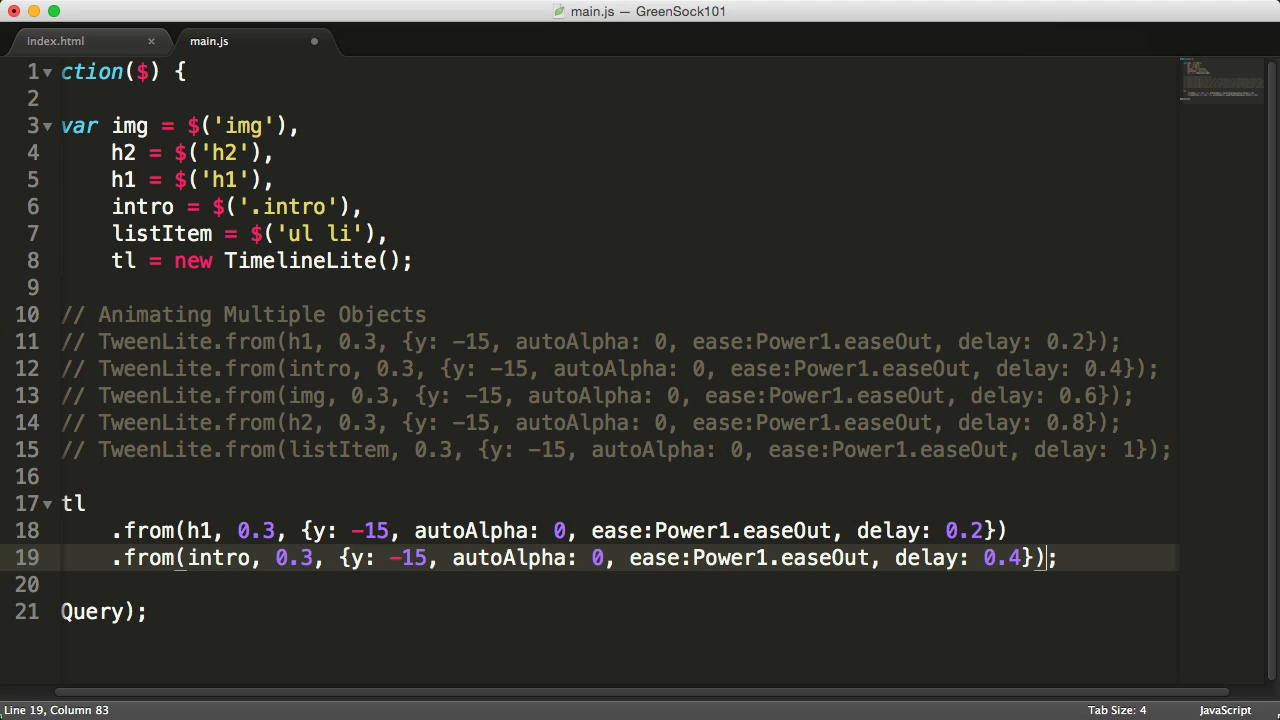 main.js — GreenSock101
index.html × main.js
1 ction($) {
2
3 var img = $('img'),
4 h2 = $('h2'),
5 h1 = $('h1'),
6 intro = $('.intro'),
7 listItem = $('ul li'),
8 tl = new TimelineLite();
9
10 // Animating Multiple Objects
11 // TweenLite.from(h1, 0.3, {y: -15, autoAlpha: 0, ease:Power1.easeOut, delay: 0.2});
12 // TweenLite.from(intro, 0.3, {y: -15, autoAlpha: 0, ease:Power1.easeOut, delay: 0.4});
13 // TweenLite.from(img, 0.3, {y: -15, autoAlpha: 0, ease:Power1.easeOut, delay: 0.6});
14 // TweenLite.from(h2, 0.3, {y: -15, autoAlpha: 0, ease:Power1.easeOut, delay: 0.8});
15 // TweenLite.from(listItem, 0.3, {y: -15, autoAlpha: 0, ease:Power1.easeOut, delay: 1});
16
17 tl
18 .from(h1, 0.3, {y: -15, autoAlpha: 0, ease:Power1.easeOut, delay: 0.2})
19 .from(intro, 0.3, {y: -15, autoAlpha: 0, ease:Power1.easeOut, delay: 0.4});
20
21 Query);
Line 19, Column 83 Tab Size: 4 JavaScript